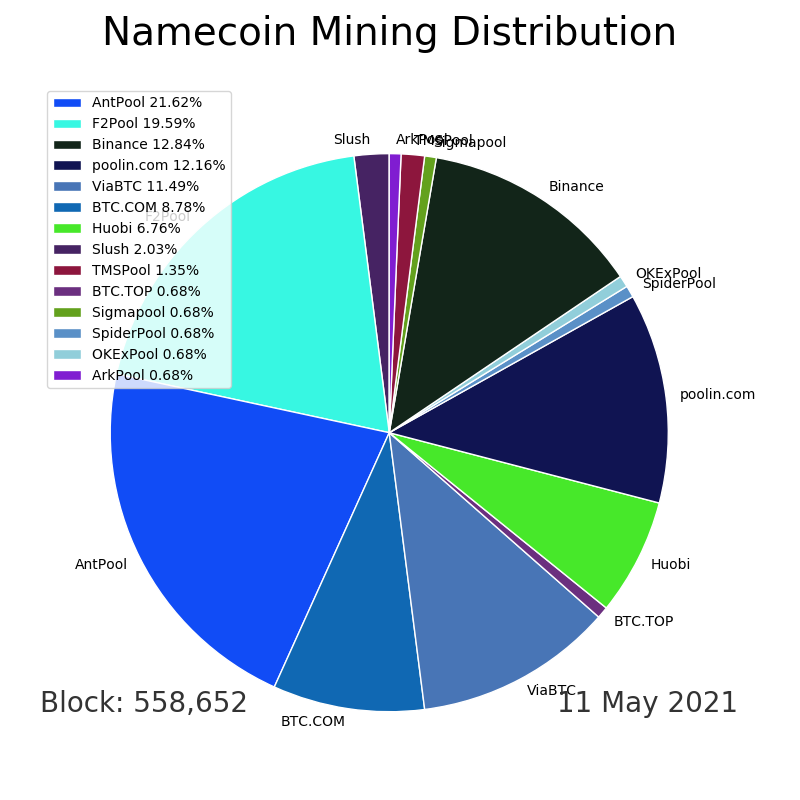 Namecoin Mining Distribution
AntPool 21.62%
F2Pool 19.59%
Binance 12.84%
poolin.com 12.16%
ViaBTC 11.49%
BTC.COM 8.78%
Huobi 6.76%
Slush 2.03%
TMSPool 1.35%
BTC.TOP 0.68%
Sigmapool 0.68%
SpiderPool 0.68%
OKExPool 0.68%
ArkPool 0.68%
Slush
ArkPool
TMSPool
Sigmapool
Binance
F2Pool
OKExPool
SpiderPool
poolin.com
AntPool
Huobi
BTC.TOP
ViaBTC
BTC.COM
Block: 558,652
11 May 2021